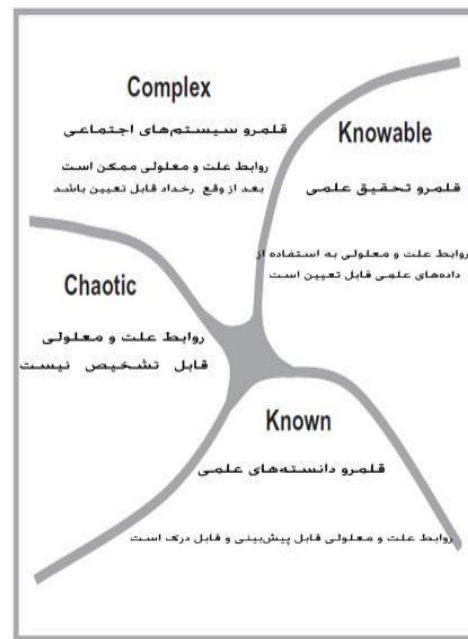 Complex
قلمرو سیستم‌های اجتماعی
روابط علت و معلولی ممکن است
بعد از وقع رخداد قابل تعیین باشد
Knowable
قلمرو تحقیق علمی
روابط علت و معلولی به استفاده از
داده‌های علمی قابل تعیین است
Chaotic
روابط علت و معلولی
قابل تشخیص نیست
Known
قلمرو دانسته‌های علمی
روابط علت و معلولی قابل پیش‌بینی و قابل درک است